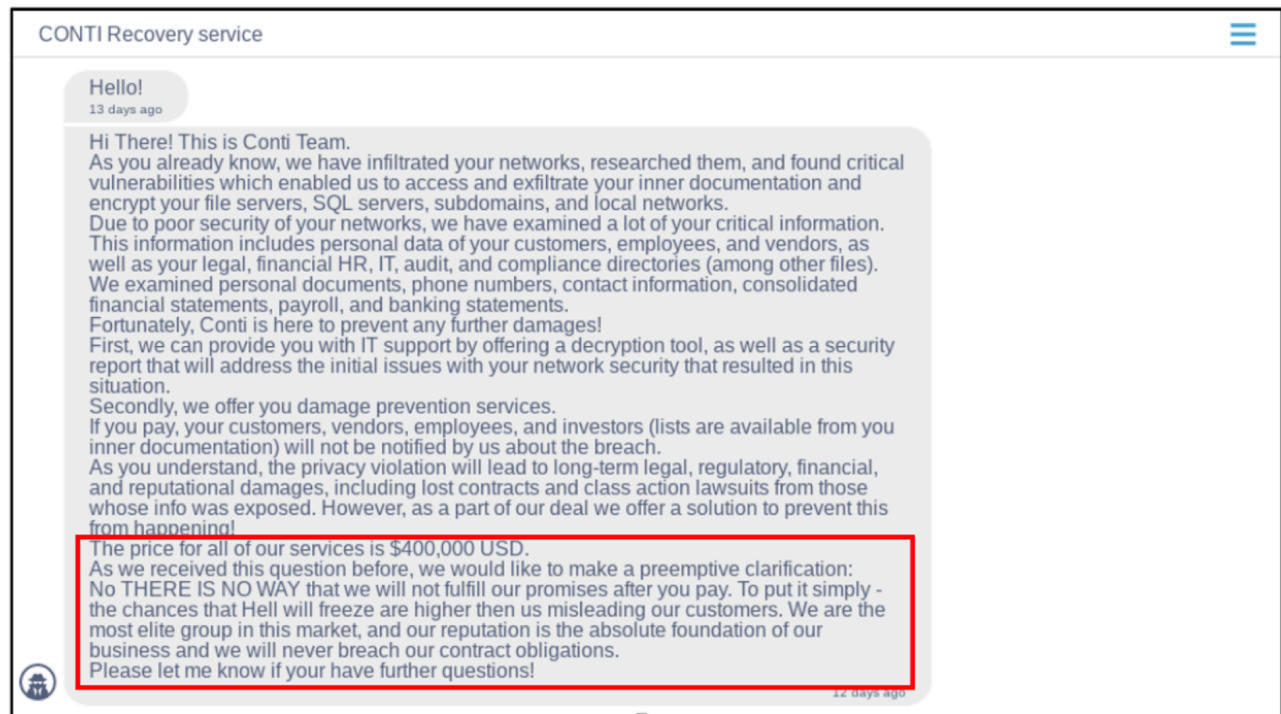 CONTI Recovery service
Hello!
13 days ago
Hi There! This is Conti Team.
As you already know, we have infiltrated your networks, researched them, and found critical
vulnerabilities which enabled us to access and exfiltrate your inner documentation and
encrypt your file servers, SQL servers, subdomains, and local networks.
Due to poor security of your networks, we have examined a lot of your critical information.
This information includes personal data of your customers, employees, and vendors, as
well as your legal, financial HR, IT, audit, and compliance directories (among other files).
We examined personal documents, phone numbers, contact information, consolidated
financial statements, payroll, and banking statements.
Fortunately, Conti is here to prevent any further damages!
First, we can provide you with IT support by offering a decryption tool, as well as a security
report that will address the initial issues with your network security that resulted in this
situation.
Secondly, we offer you damage prevention services.
If you pay, your customers, vendors, employees, and investors (lists are available from you
inner documentation) will not be notified by us about the breach.
As you understand, the privacy violation will lead to long-term legal, regulatory, financial,
and reputational damages, including lost contracts and class action lawsuits from those
whose info was exposed. However, as a part of our deal we offer a solution to prevent this
from happening!
The price for all of our services is $400,000 USD.
As we received this question before, we would like to make a preemptive clarification:
No THERE IS NO WAY that we will not fulfill our promises after you pay. To put it simply -
the chances that Hell will freeze are higher then us misleading our customers. We are the
most elite group in this market, and our reputation is the absolute foundation of our
business and we will never breach our contract obligations.
Please let me know if your have further questions!
12 days ago